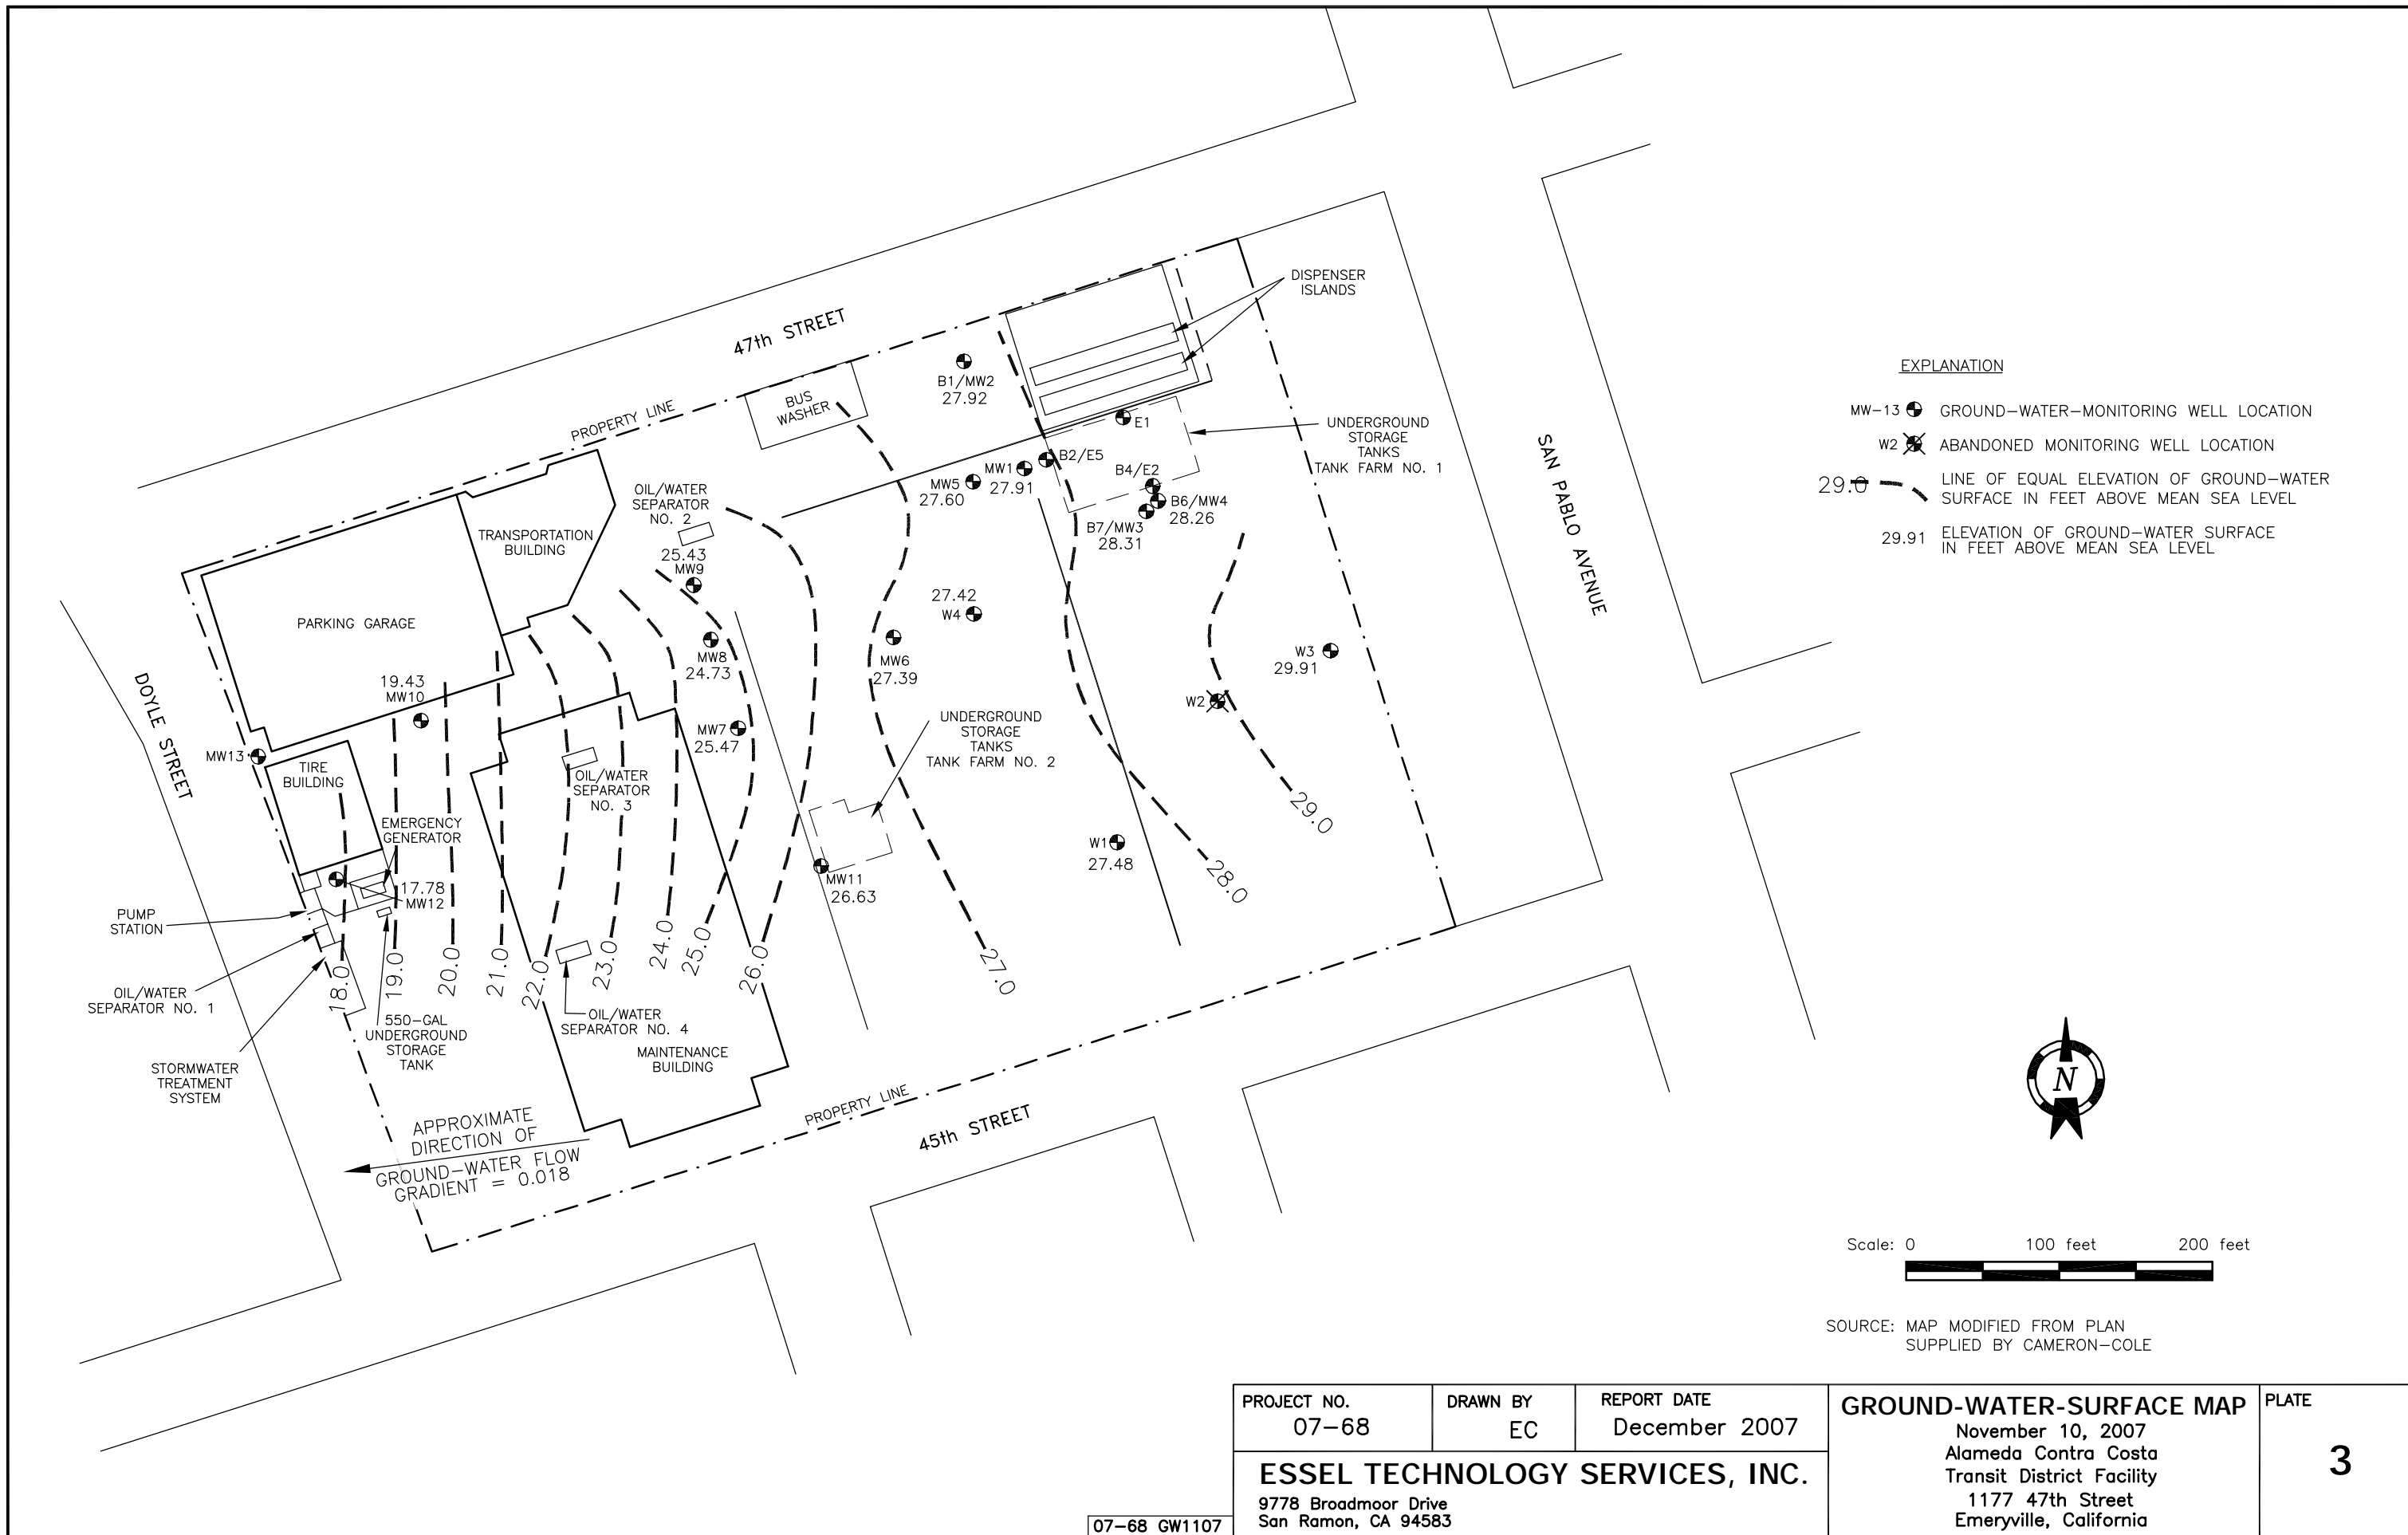 47th STREET
PROPERTY LINE
BUS
WASHER
B1/MW2
27.92
DISPENSER
ISLANDS
E1
UNDERGROUND
STORAGE
TANKS
TANK FARM NO. 1
B2/E5
MW1
27.91
MW5
27.60
B4/E2
B6/MW4
28.26
B7/MW3
28.31
SAN PABLO AVENUE
EXPLANATION
MW-13 GROUND-WATER-MONITORING WELL LOCATION
W2 ABANDONED MONITORING WELL LOCATION
29.0 LINE OF EQUAL ELEVATION OF GROUND-WATER
SURFACE IN FEET ABOVE MEAN SEA LEVEL
29.91 ELEVATION OF GROUND-WATER SURFACE
IN FEET ABOVE MEAN SEA LEVEL
OIL/WATER
SEPARATOR
NO. 2
25.43
MW9
TRANSPORTATION
BUILDING
PARKING GARAGE
27.42
W4
MW8
24.73
MW6
27.39
W3
29.91
W2
19.43
MW10
DOYLE STREET
MW13
TIRE
BUILDING
MW7
25.47
UNDERGROUND
STORAGE
TANKS
TANK FARM NO. 2
OIL/WATER
SEPARATOR
NO. 3
EMERGENCY
GENERATOR
W1
27.48
MW11
26.63
17.78
MW12
PUMP
STATION
18.0
19.0
20.0
21.0
22.0
23.0
24.0
25.0
26.0
27.0
28.0
29.0
OIL/WATER
SEPARATOR NO. 1
550-GAL
UNDERGROUND
STORAGE
TANK
OIL/WATER
SEPARATOR NO. 4
MAINTENANCE
BUILDING
STORMWATER
TREATMENT
SYSTEM
APPROXIMATE
DIRECTION OF
GROUND-WATER FLOW
GRADIENT = 0.018
PROPERTY LINE
45th STREET
N
Scale: 0 100 feet 200 feet
SOURCE: MAP MODIFIED FROM PLAN
SUPPLIED BY CAMERON-COLE
PROJECT NO.
07-68
DRAWN BY
EC
REPORT DATE
December 2007
ESSEL TECHNOLOGY SERVICES, INC.
9778 Broadmoor Drive
San Ramon, CA 94583
07-68 GW1107
GROUND-WATER-SURFACE MAP
November 10, 2007
Alameda Contra Costa
Transit District Facility
1177 47th Street
Emeryville, California
PLATE
3